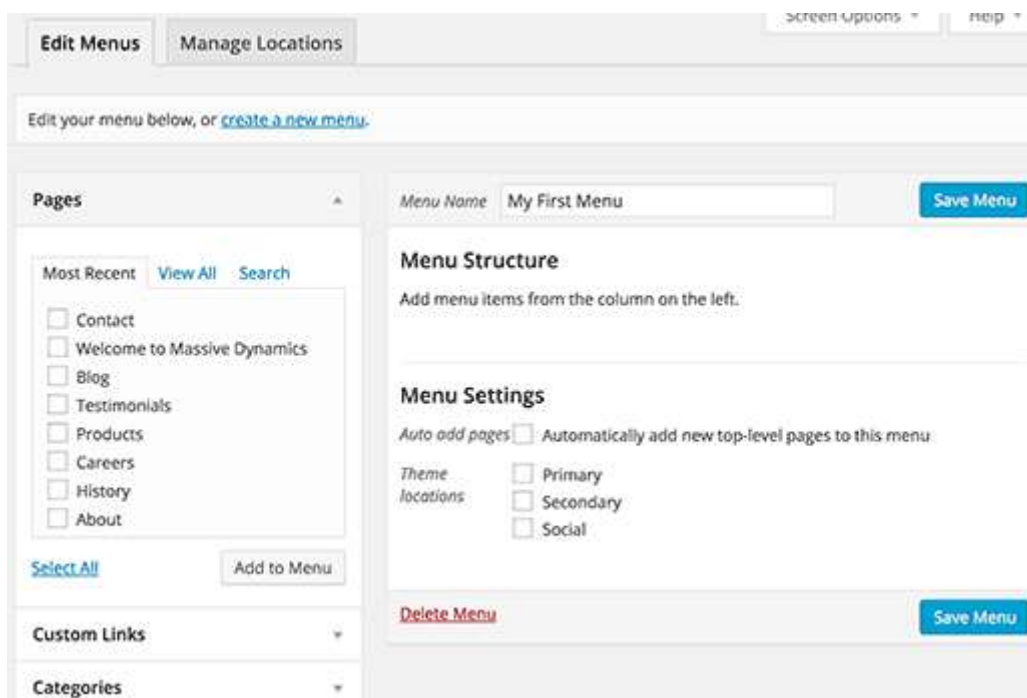 Screen Options
Help
Edit Menus
Manage Locations
Edit your menu below, or create a new menu.
Pages
Most Recent View All Search
Contact
Welcome to Massive Dynamics
Blog
Testimonials
Products
Careers
History
About
Select All
Add to Menu
Custom Links
Categories
Menu Name My First Menu
Save Menu
Menu Structure
Add menu items from the column on the left.
Menu Settings
Auto add pages Automatically add new top-level pages to this menu
Theme
locations
Primary
Secondary
Social
Delete Menu
Save Menu